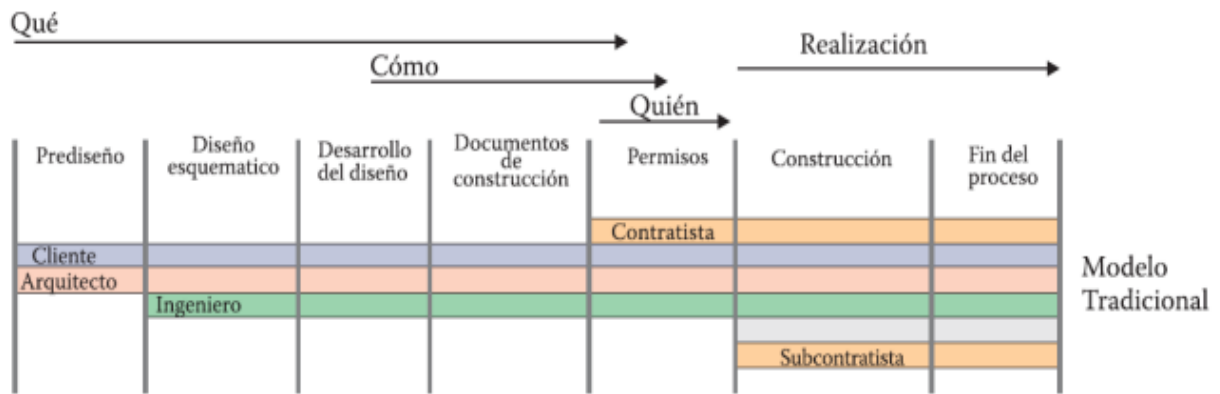 Qué
Realización
Cómo
Quién
Prediseño
Diseño
esquematico
Desarrollo
del diseño
Documentos
de
construcción
Permisos
Construcción
Fin del
proceso
Contratista
Cliente
Arquitecto
Ingeniero
Subcontratista
Modelo
Tradicional